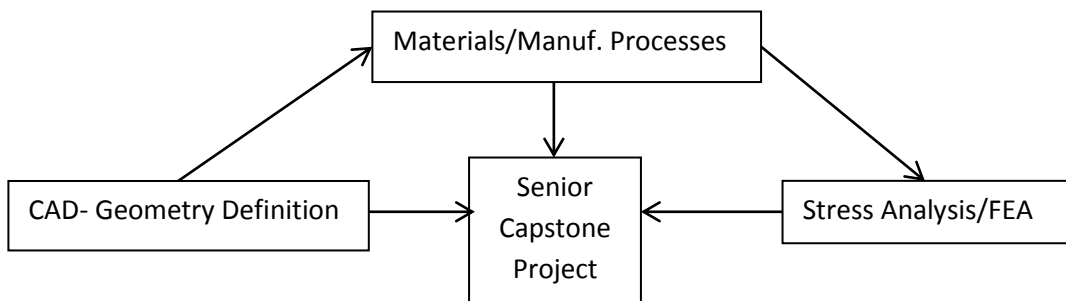 Materials/Manuf. Processes
CAD- Geometry Definition
Senior
Capstone
Project
Stress Analysis/FEA